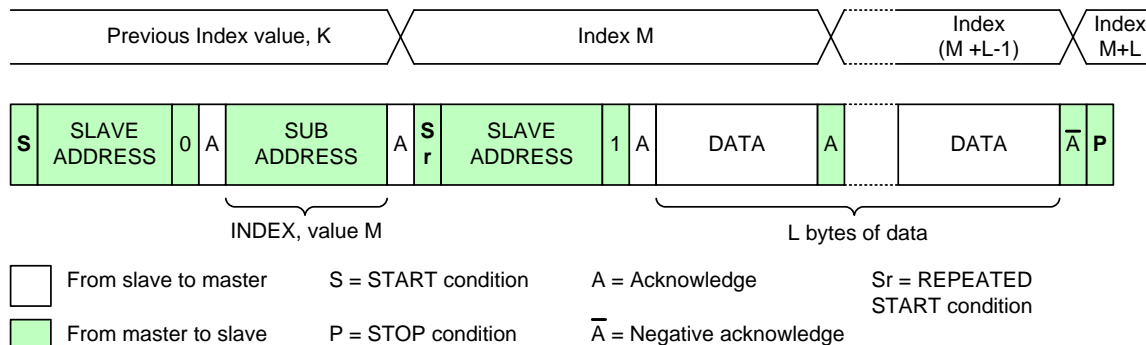 Previous Index value, K
Index M
Index
(M +L-1)
Index
M+L
S
SLAVE
ADDRESS
0
A
SUB
ADDRESS
A
S
r
SLAVE
ADDRESS
1
A
DATA
A
DATA
A̅
P
INDEX, value M
L bytes of data
From slave to master
S = START condition
A = Acknowledge
Sr = REPEATED
START condition
From master to slave
P = STOP condition
A̅ = Negative acknowledge